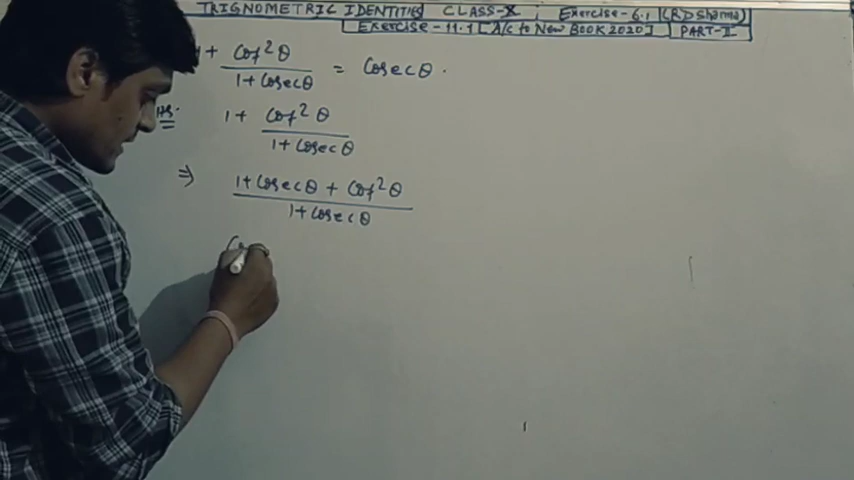 TRIGNOMETRIC IDENTITIES CLASS-X, Exercise-6.1 (RD Sharma)
EXERCISE-11.1 [A/c to New BOOK 2020] PART-I
1 + cot²θ / 1+cosecθ = cosecθ.
1 + cot²θ / 1+cosecθ
⇒ 1+cosecθ + cot²θ / 1+cosecθ